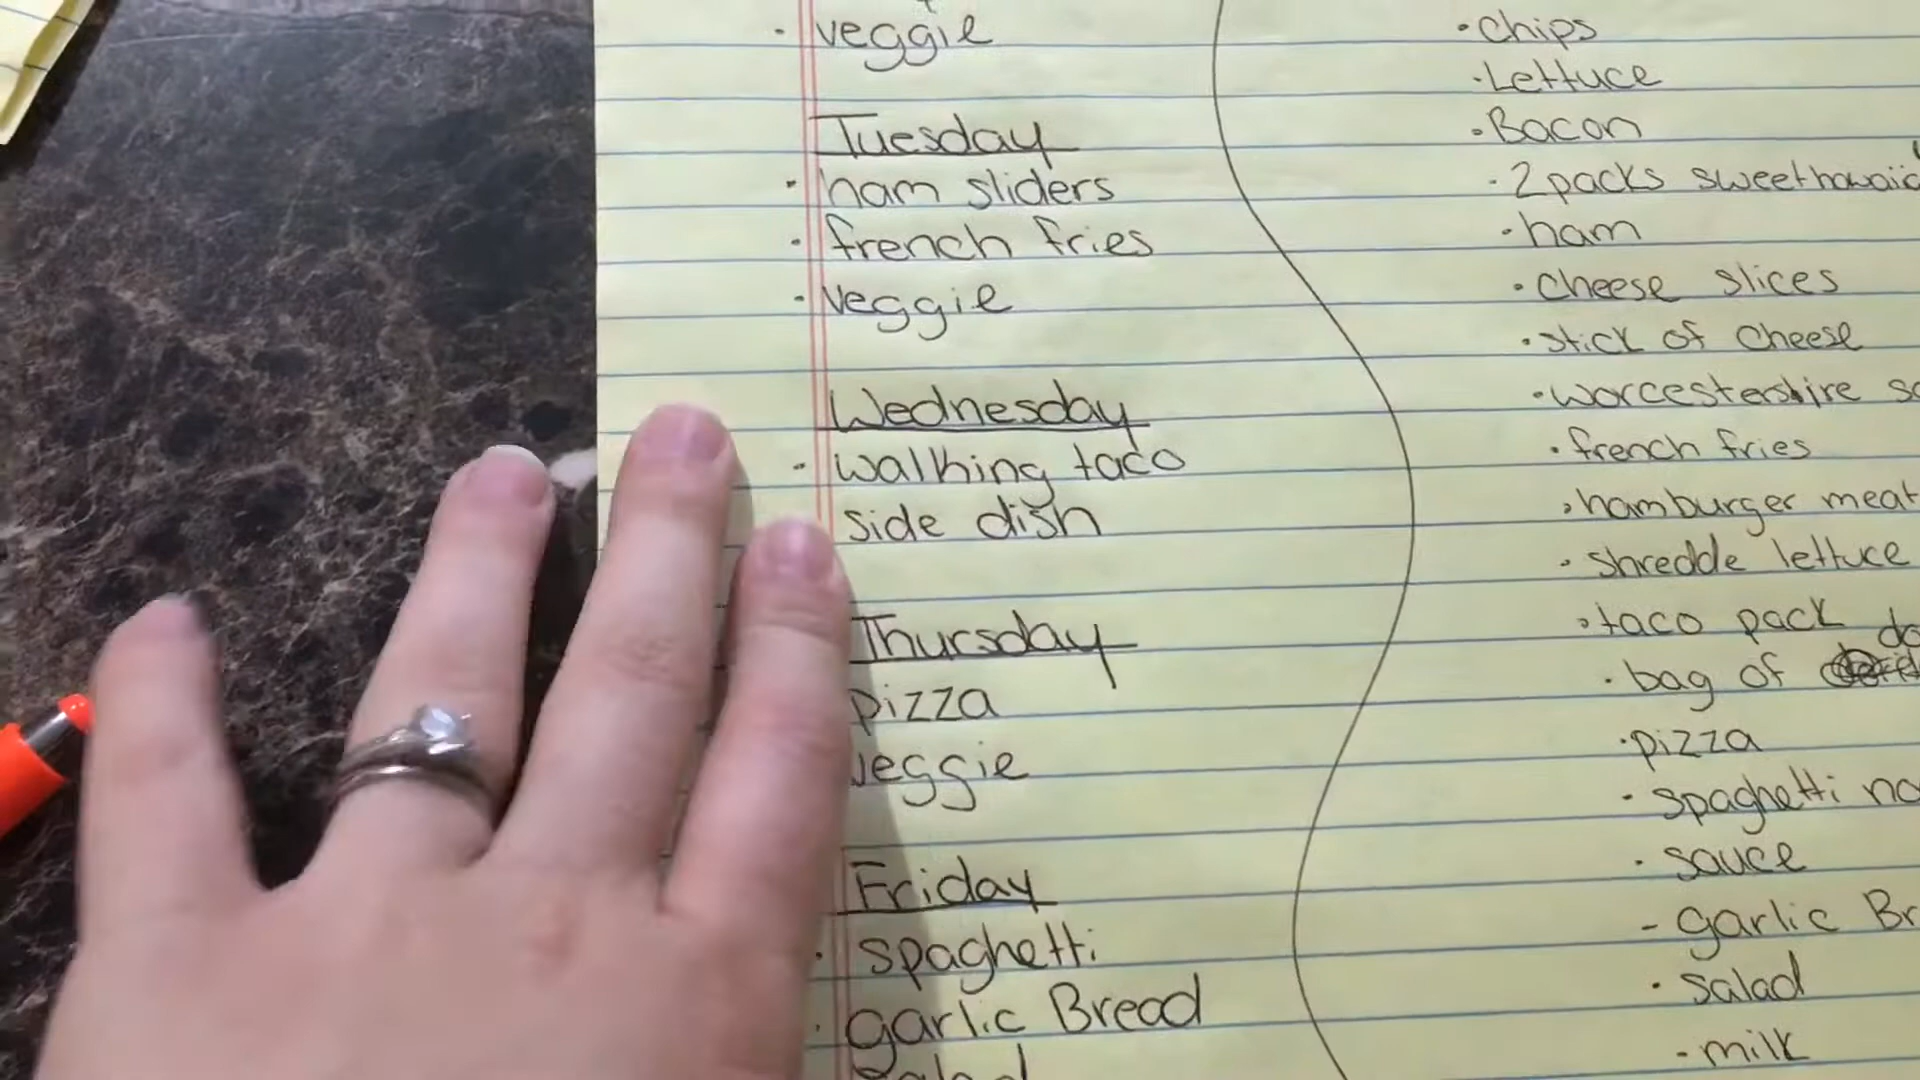 · veggie
Tuesday
· ham sliders
· french fries
· veggie
Wednesday
· walking taco
side dish
Thursday
pizza
veggie
Friday
· spaghetti
· garlic Bread
salad
· chips
· Lettuce
· Bacon
· 2 packs sweet
· ham
· cheese slices
· stick of cheese
· worcestershire
· french fries
· hamburger meat
· shredde lettuce
· taco pack
· bag of
· pizza
· spaghetti
· sauce
- garlic
· salad
- milk